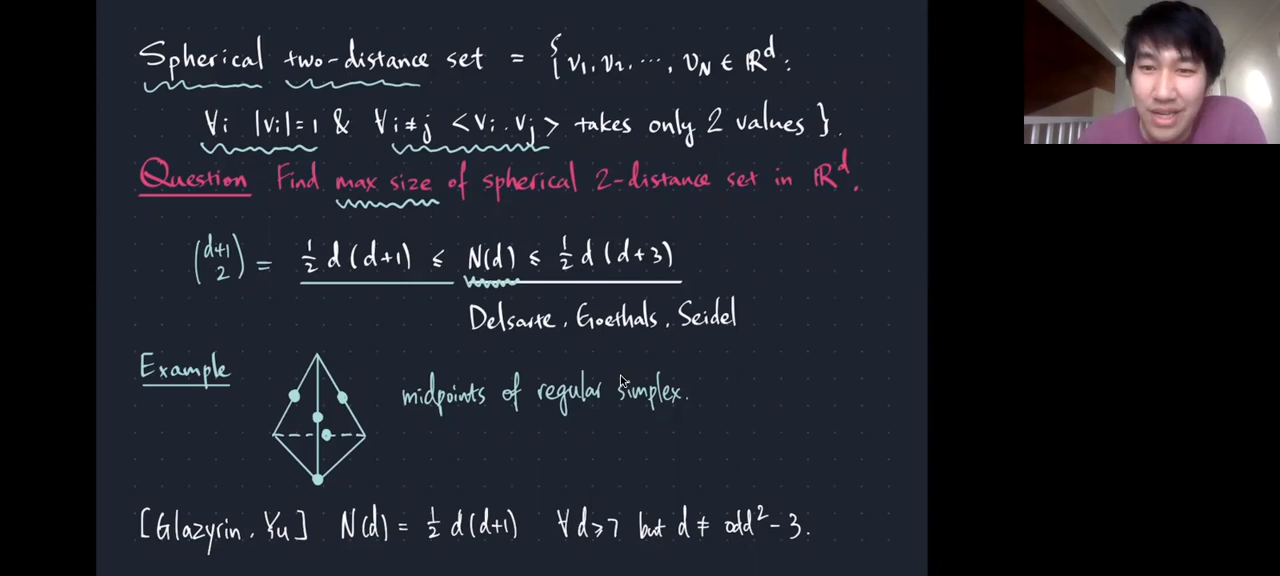 Spherical two-distance set = { v₁, v₂, ..., v_N ∈ ℝᵈ :
∀i |vᵢ| = 1 & ∀i≠j <vᵢ, vⱼ> takes only 2 values }.
Question Find max size of spherical 2-distance set in ℝᵈ.
(d+1 2) = ½ d(d+1) ≤ N(d) ≤ ½ d(d+3)
Delsarte, Goethals, Seidel
Example
midpoints of regular simplex.
[Glazyrin, Yu] N(d) = ½ d(d+1) ∀d≥7 but d ≠ odd² - 3.